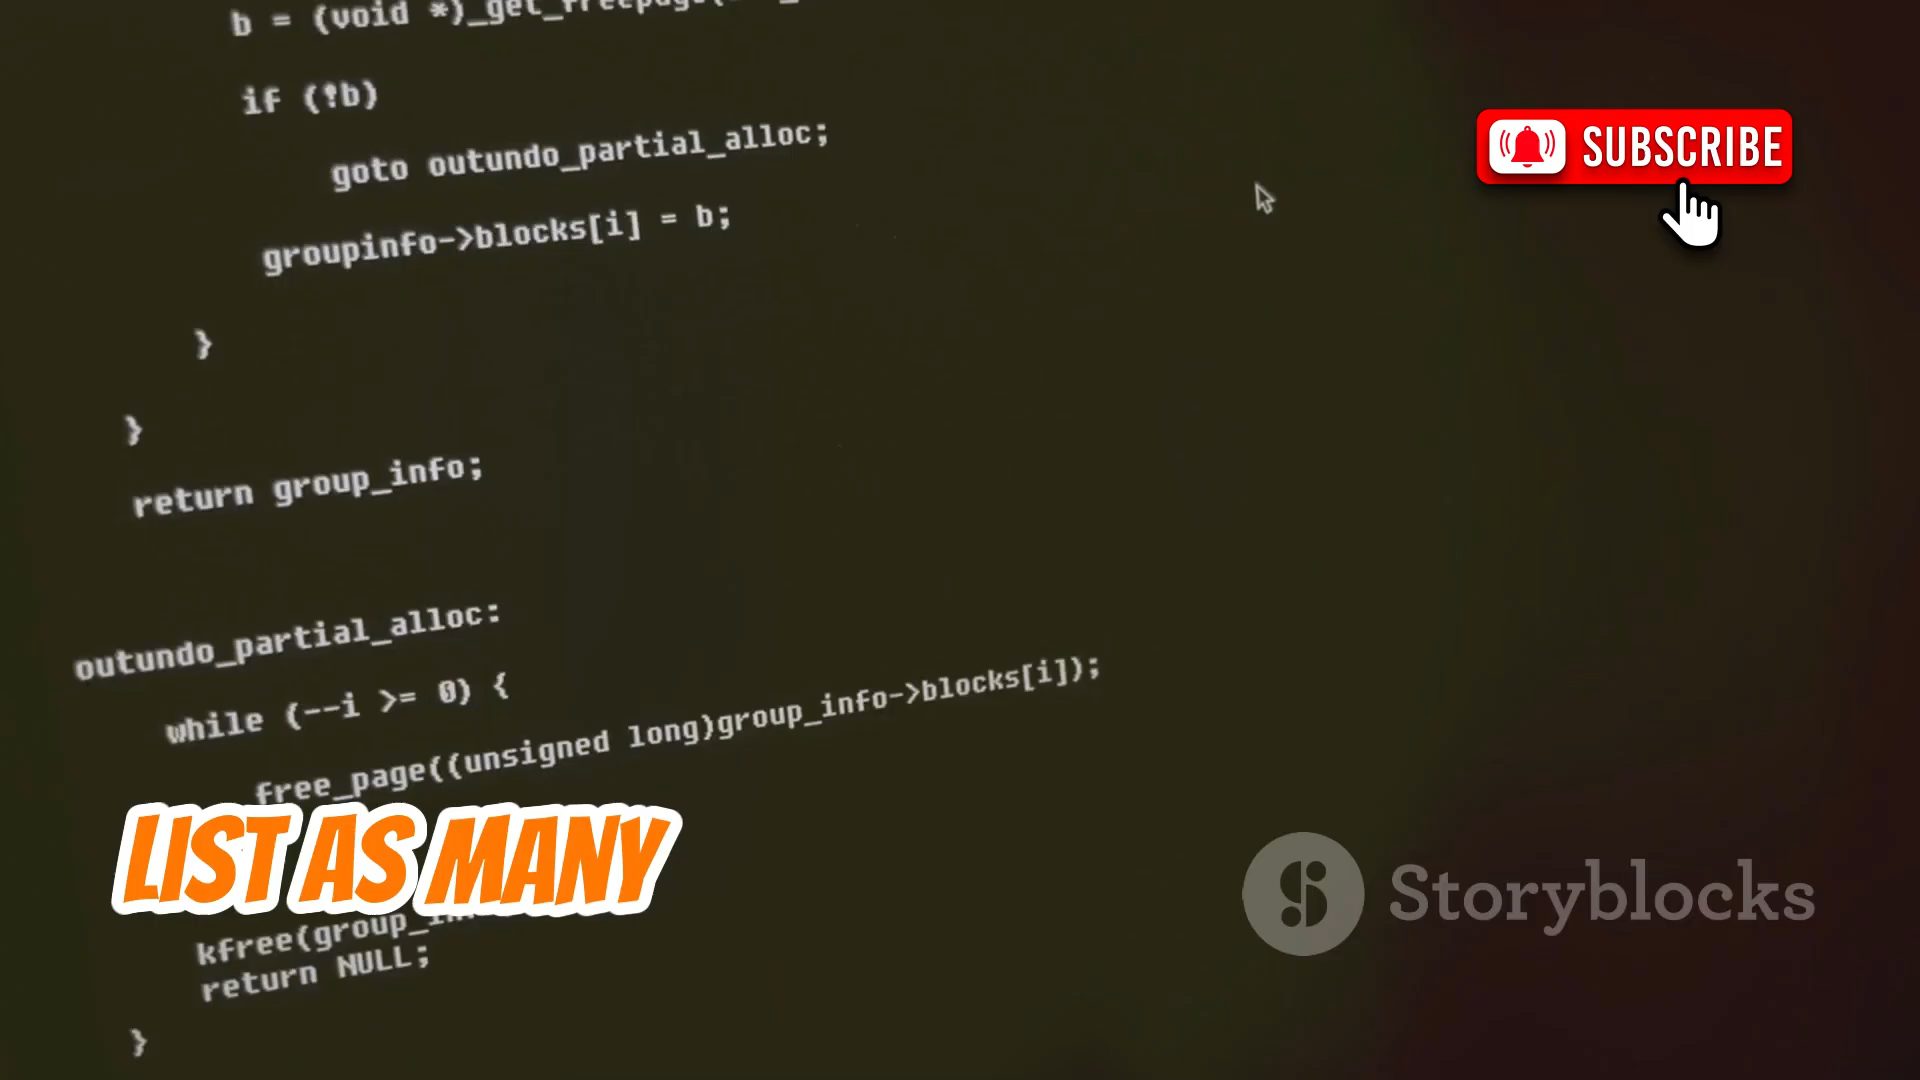 b = (void *)_get_freepage(
if (!b)
goto outundo_partial_alloc;
groupinfo->blocks[i] = b;
}
}
return group_info;
outundo_partial_alloc:
while (--i >= 0) {
free_page((unsigned long)group_info->blocks[i]);
kfree(group_
return NULL;
}
SUBSCRIBE
LIST AS MANY
Storyblocks